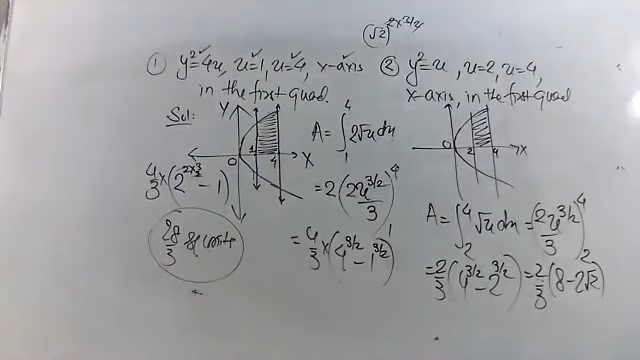 (√2)^2×3/2
① y²=4x, x=1, x=4, x-axis
in the first quad.
Sol:
Y
X
O
1
4
A = ∫₁⁴ 2√x dx
= 2(2x^3/2 / 3)₁⁴
= 4/3 × (4^3/2 − 1^3/2)
4/3 × (2^2×3/2 − 1)
28/3 sq units
② y²=x, x=2, x=4,
x-axis, in the first quad.
O
2
4
X
A = ∫₂⁴ √x dx = (2x^3/2 / 3)₂⁴
= 2/3 (4^3/2 − 2^3/2) = 2/3 (8 − 2√2)